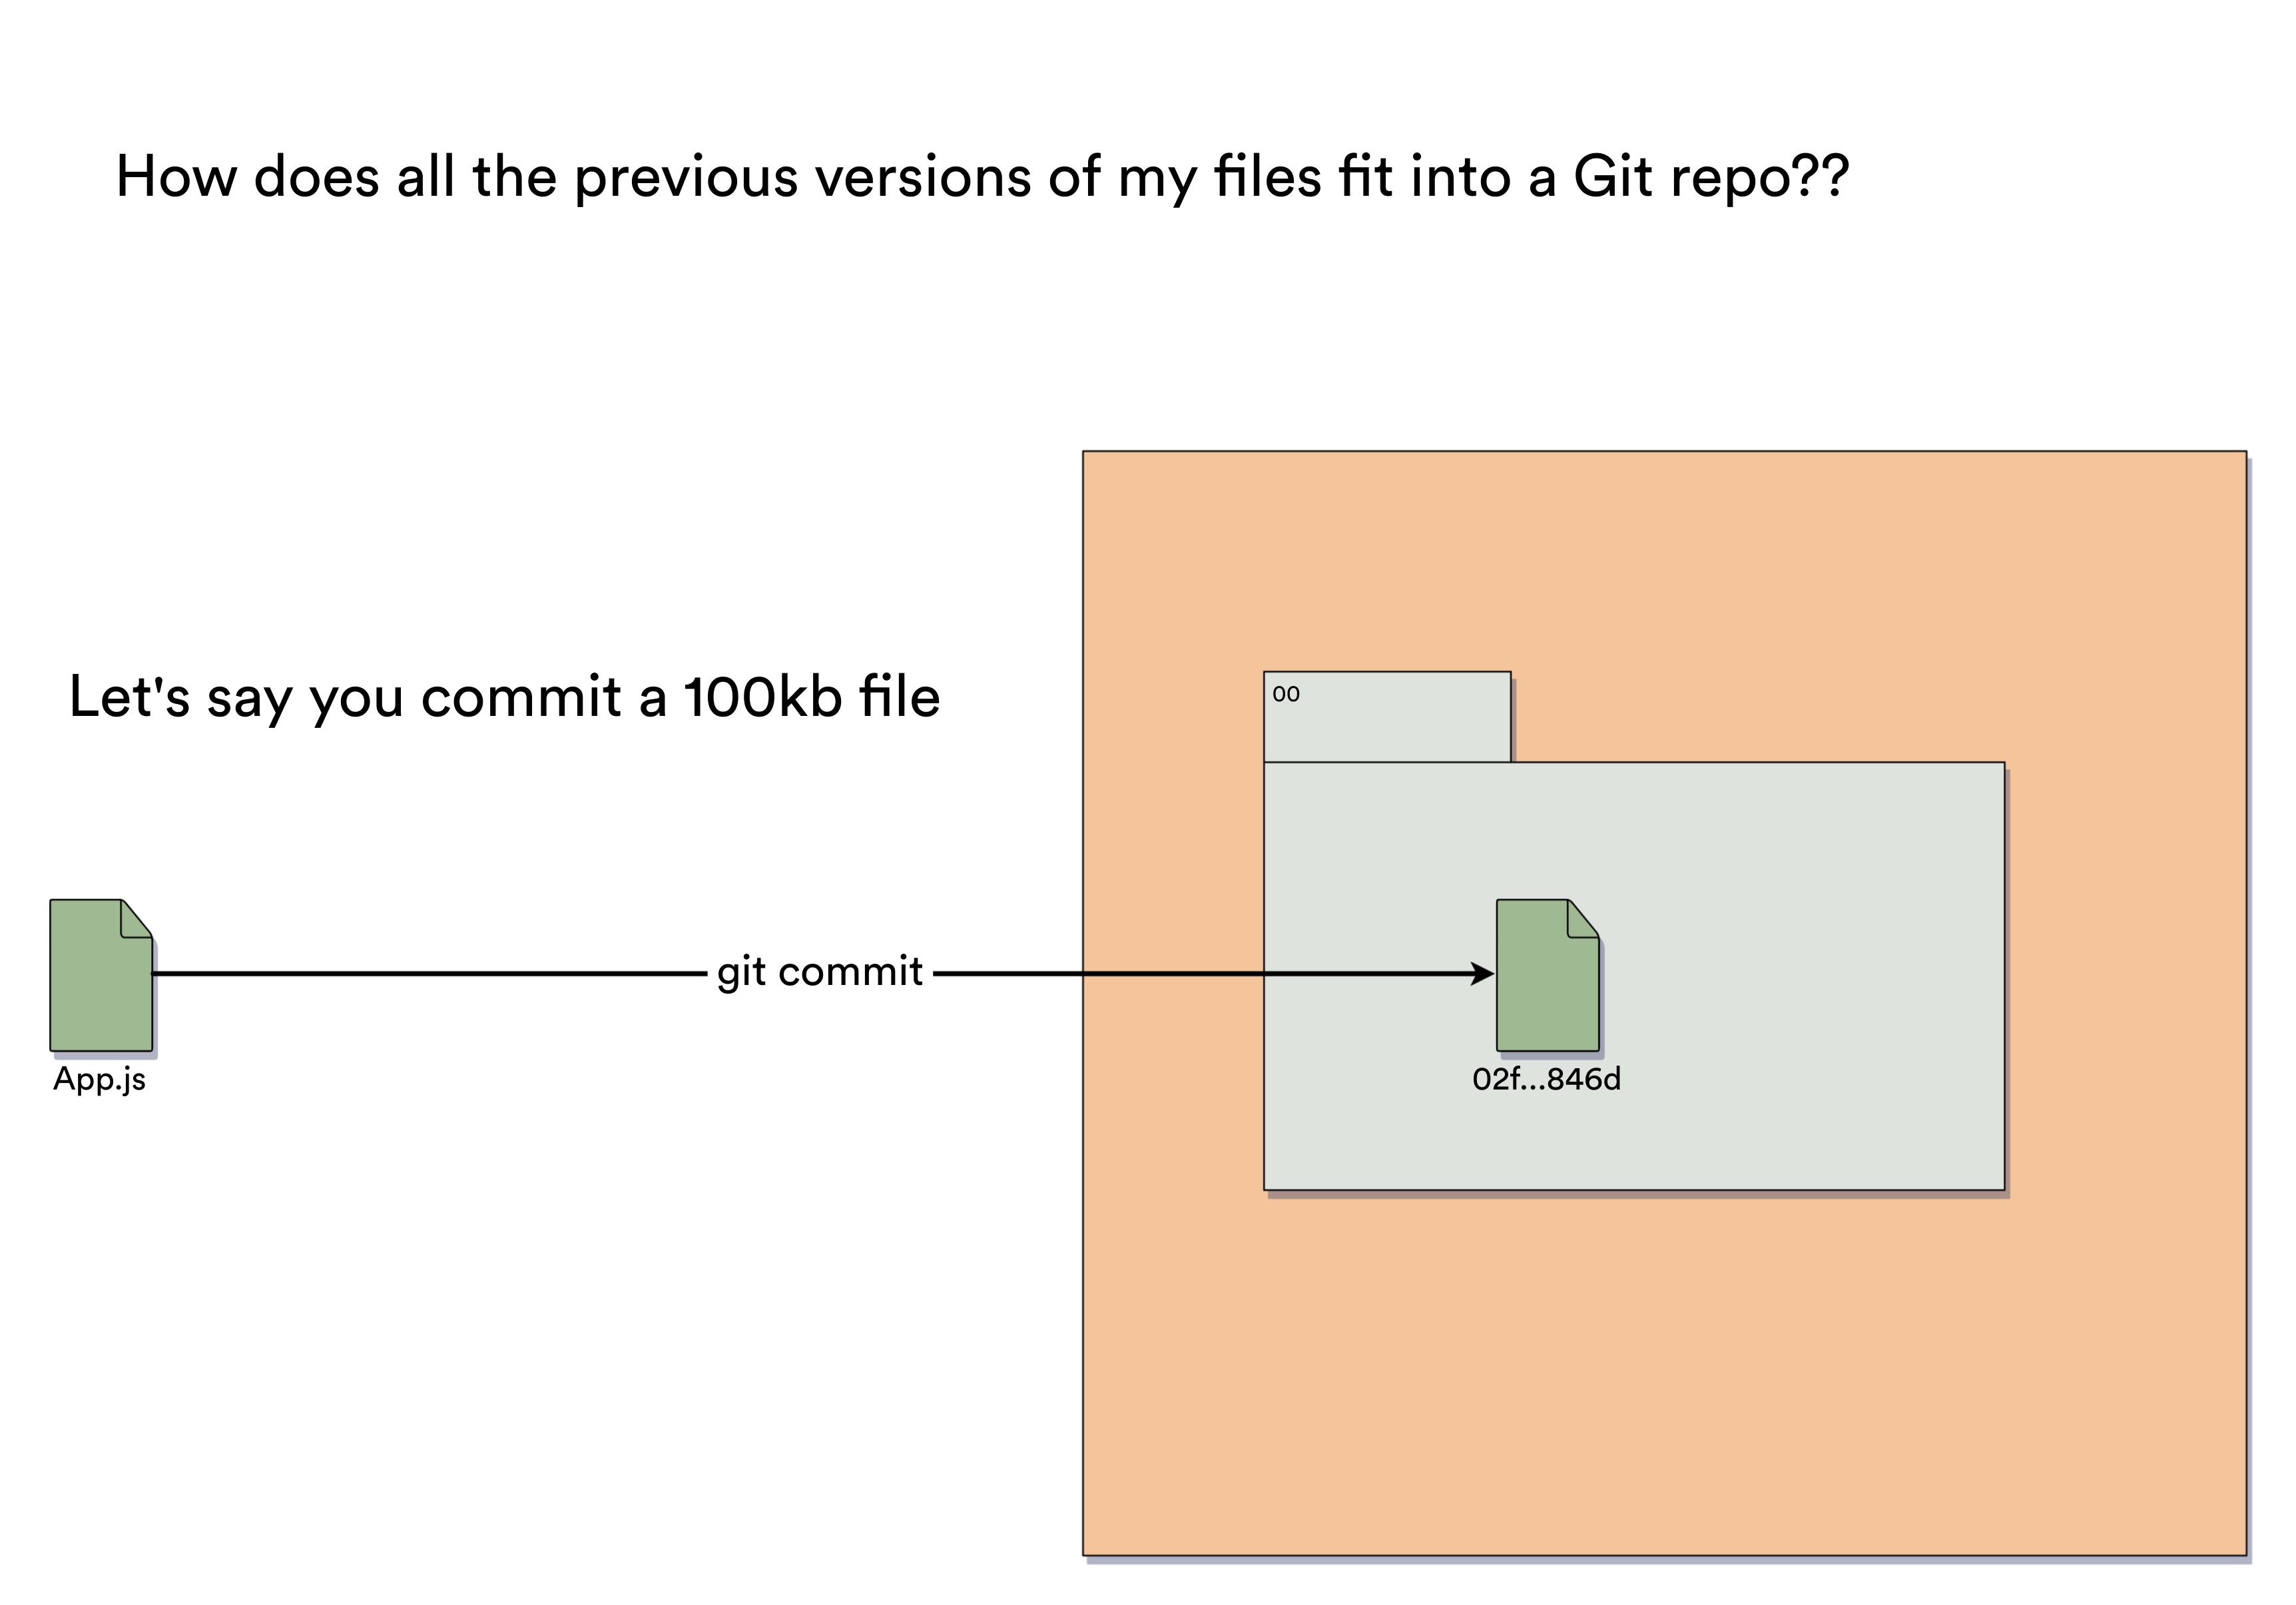 How does all the previous versions of my files fit into a Git repo??
Let's say you commit a 100kb file
00
git commit
App.js
02f...846d